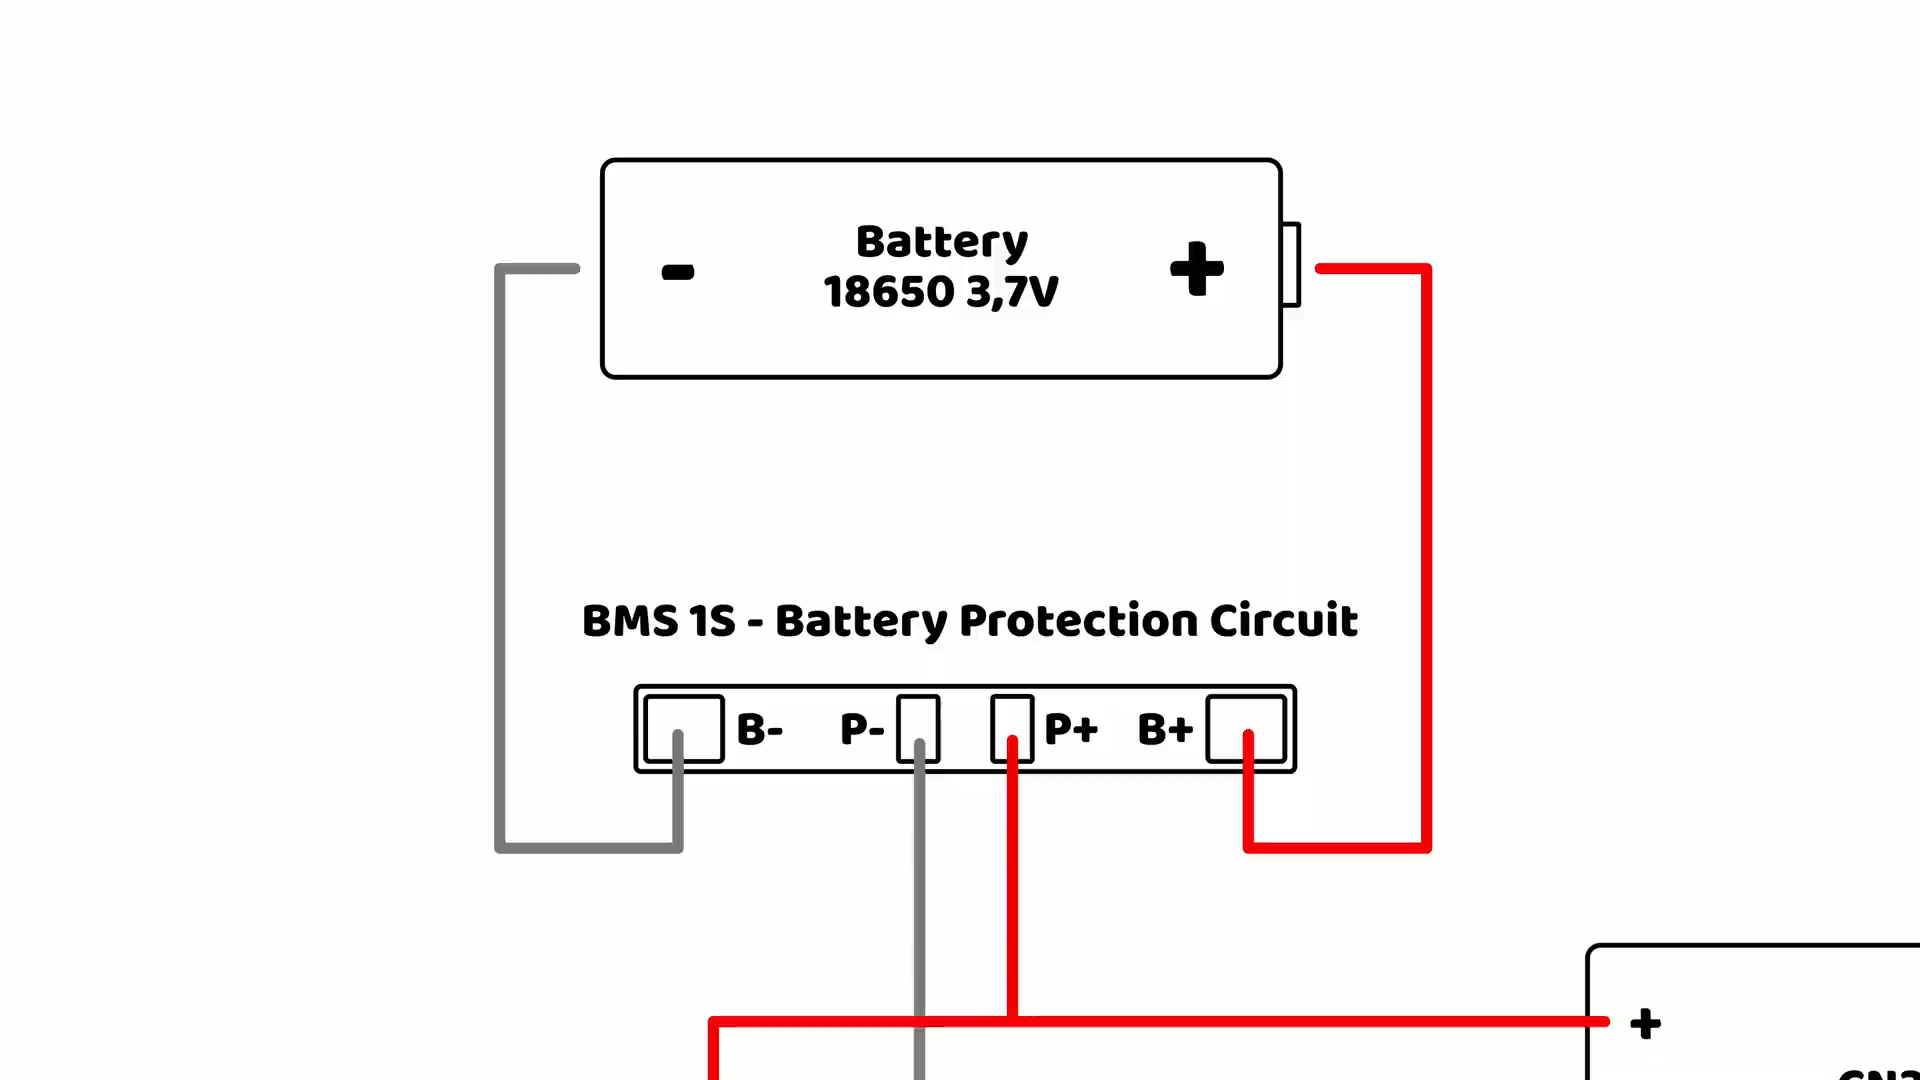 Battery
18650 3,7V
- +
BMS 1S - Battery Protection Circuit
B- P- P+ B+
+